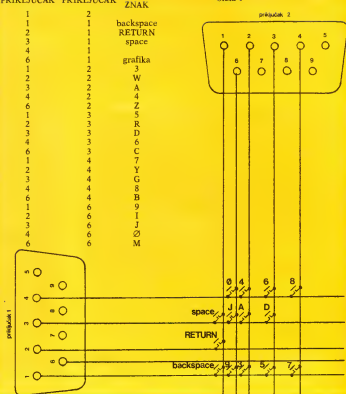 PRIKLJUČAK PRIKLJUČAK ZNAK
1 2
1 1 backspace
2 1 RETURN
3 1 space
4 1
6 1 grafika
1 2 3
2 2 W
3 2 A
4 2 4
6 2 Z
1 3 5
2 3 R
3 3 D
4 3 6
6 3 C
1 4 7
2 4 Y
3 4 G
4 4 8
6 4 B
1 6 9
2 6 I
3 6 J
4 6 Ø
6 6 M
priključak 2
1 2 3 4 5
6 7 8 9
priključak 1
5
9
4
8
3
7
2
6
1
Ø 4 6 8
space J A D
RETURN
backspace 9 3 5 7